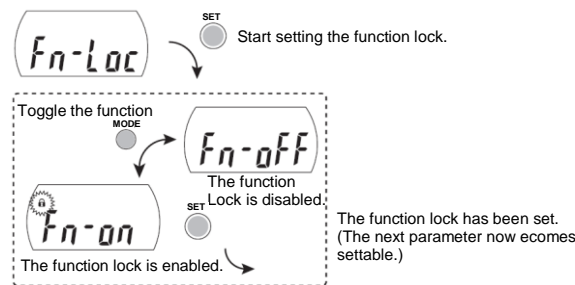 SET
Start setting the function lock.
Fn-Loc
Toggle the function
MODE
Fn-oFF
The function
Lock is disabled.
Fn-on
SET
The function lock is enabled.
The function lock has been set.
(The next parameter now ecomes
settable.)